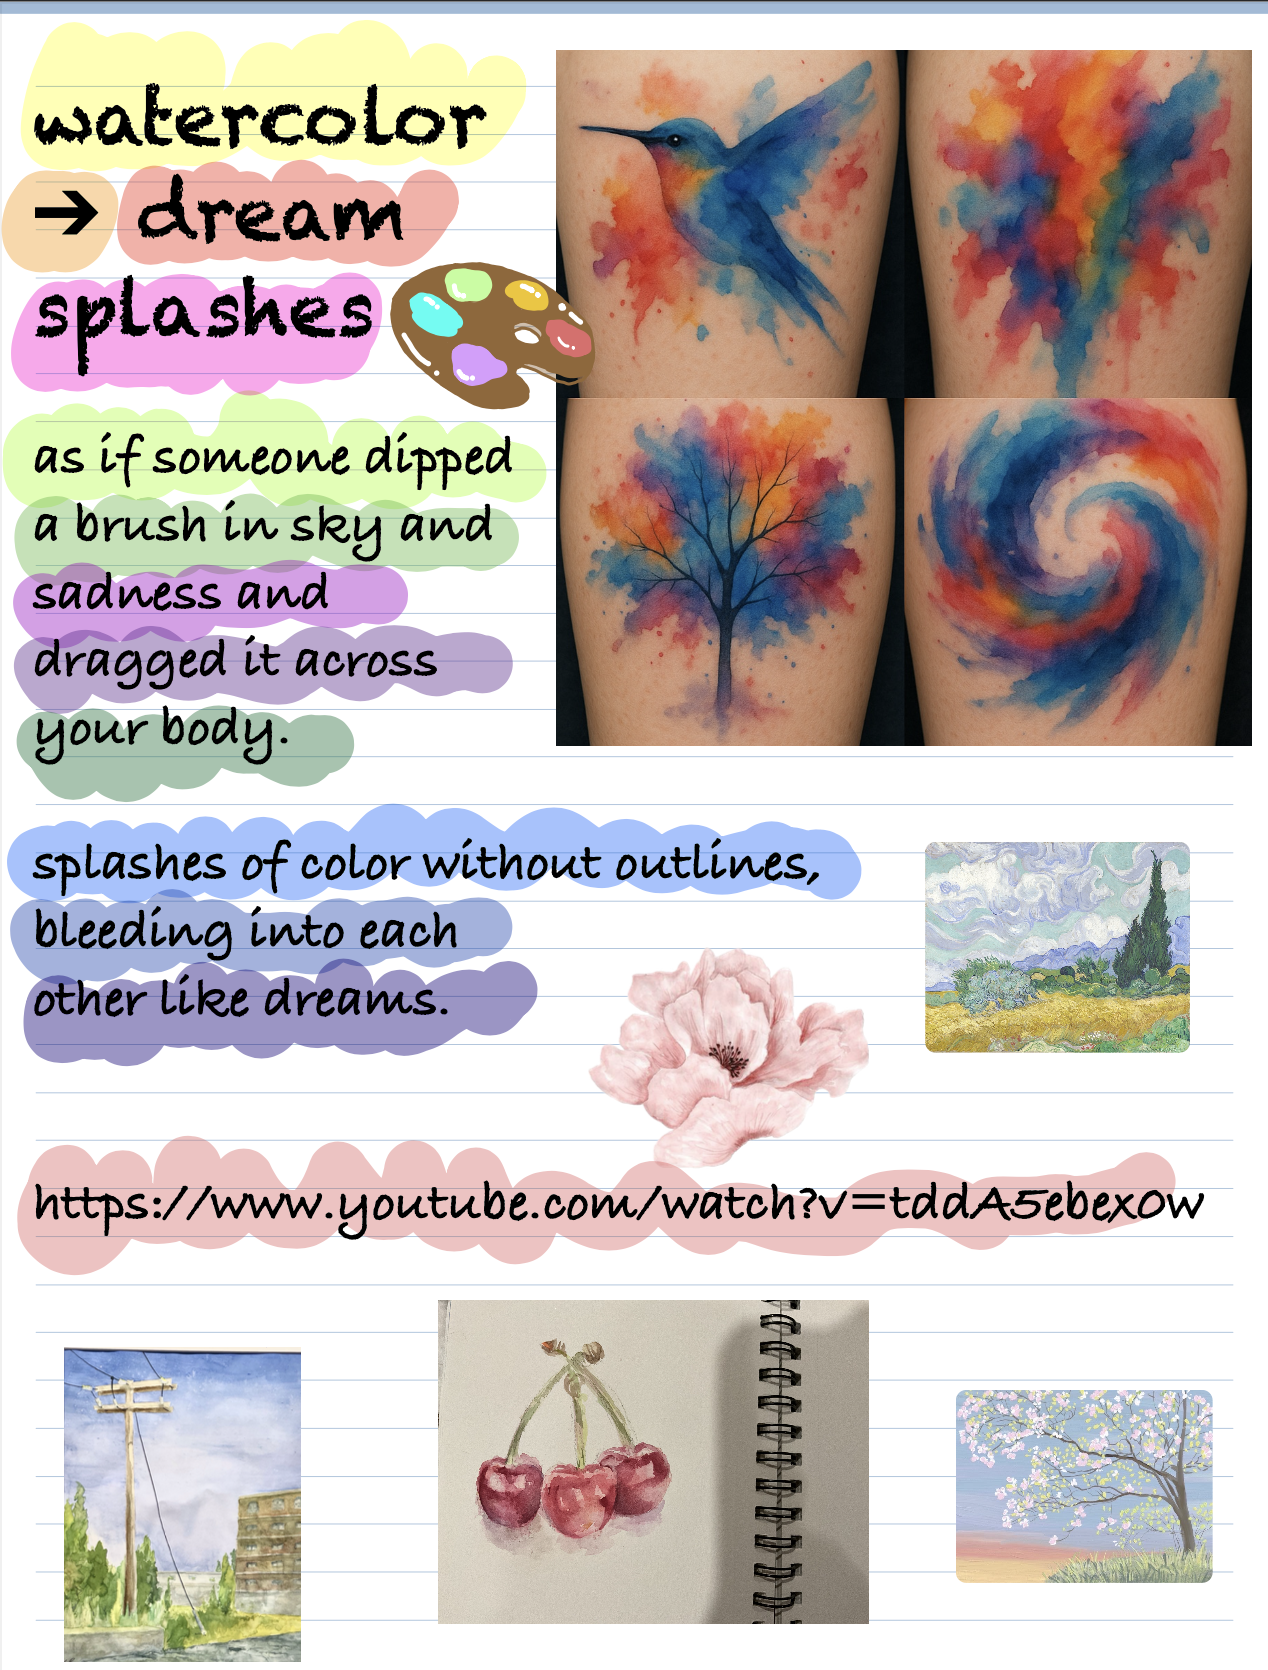 watercolor
➔ dream
splashes
as if someone dipped
a brush in sky and
sadness and
dragged it across
your body.
splashes of color without outlines,
bleeding into each
other like dreams.
https://www.youtube.com/watch?v=tddA5ebex0w